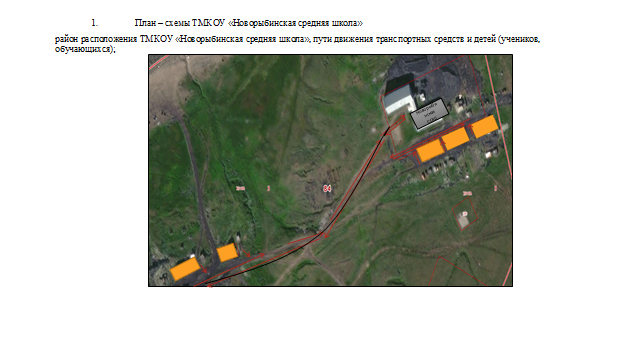 1. План – схемы ТМКОУ «Новорыбинская средняя школа»
район расположения ТМКОУ «Новорыбинская средняя школа», пути движения транспортных средств и детей (учеников,
обучающихся);
84